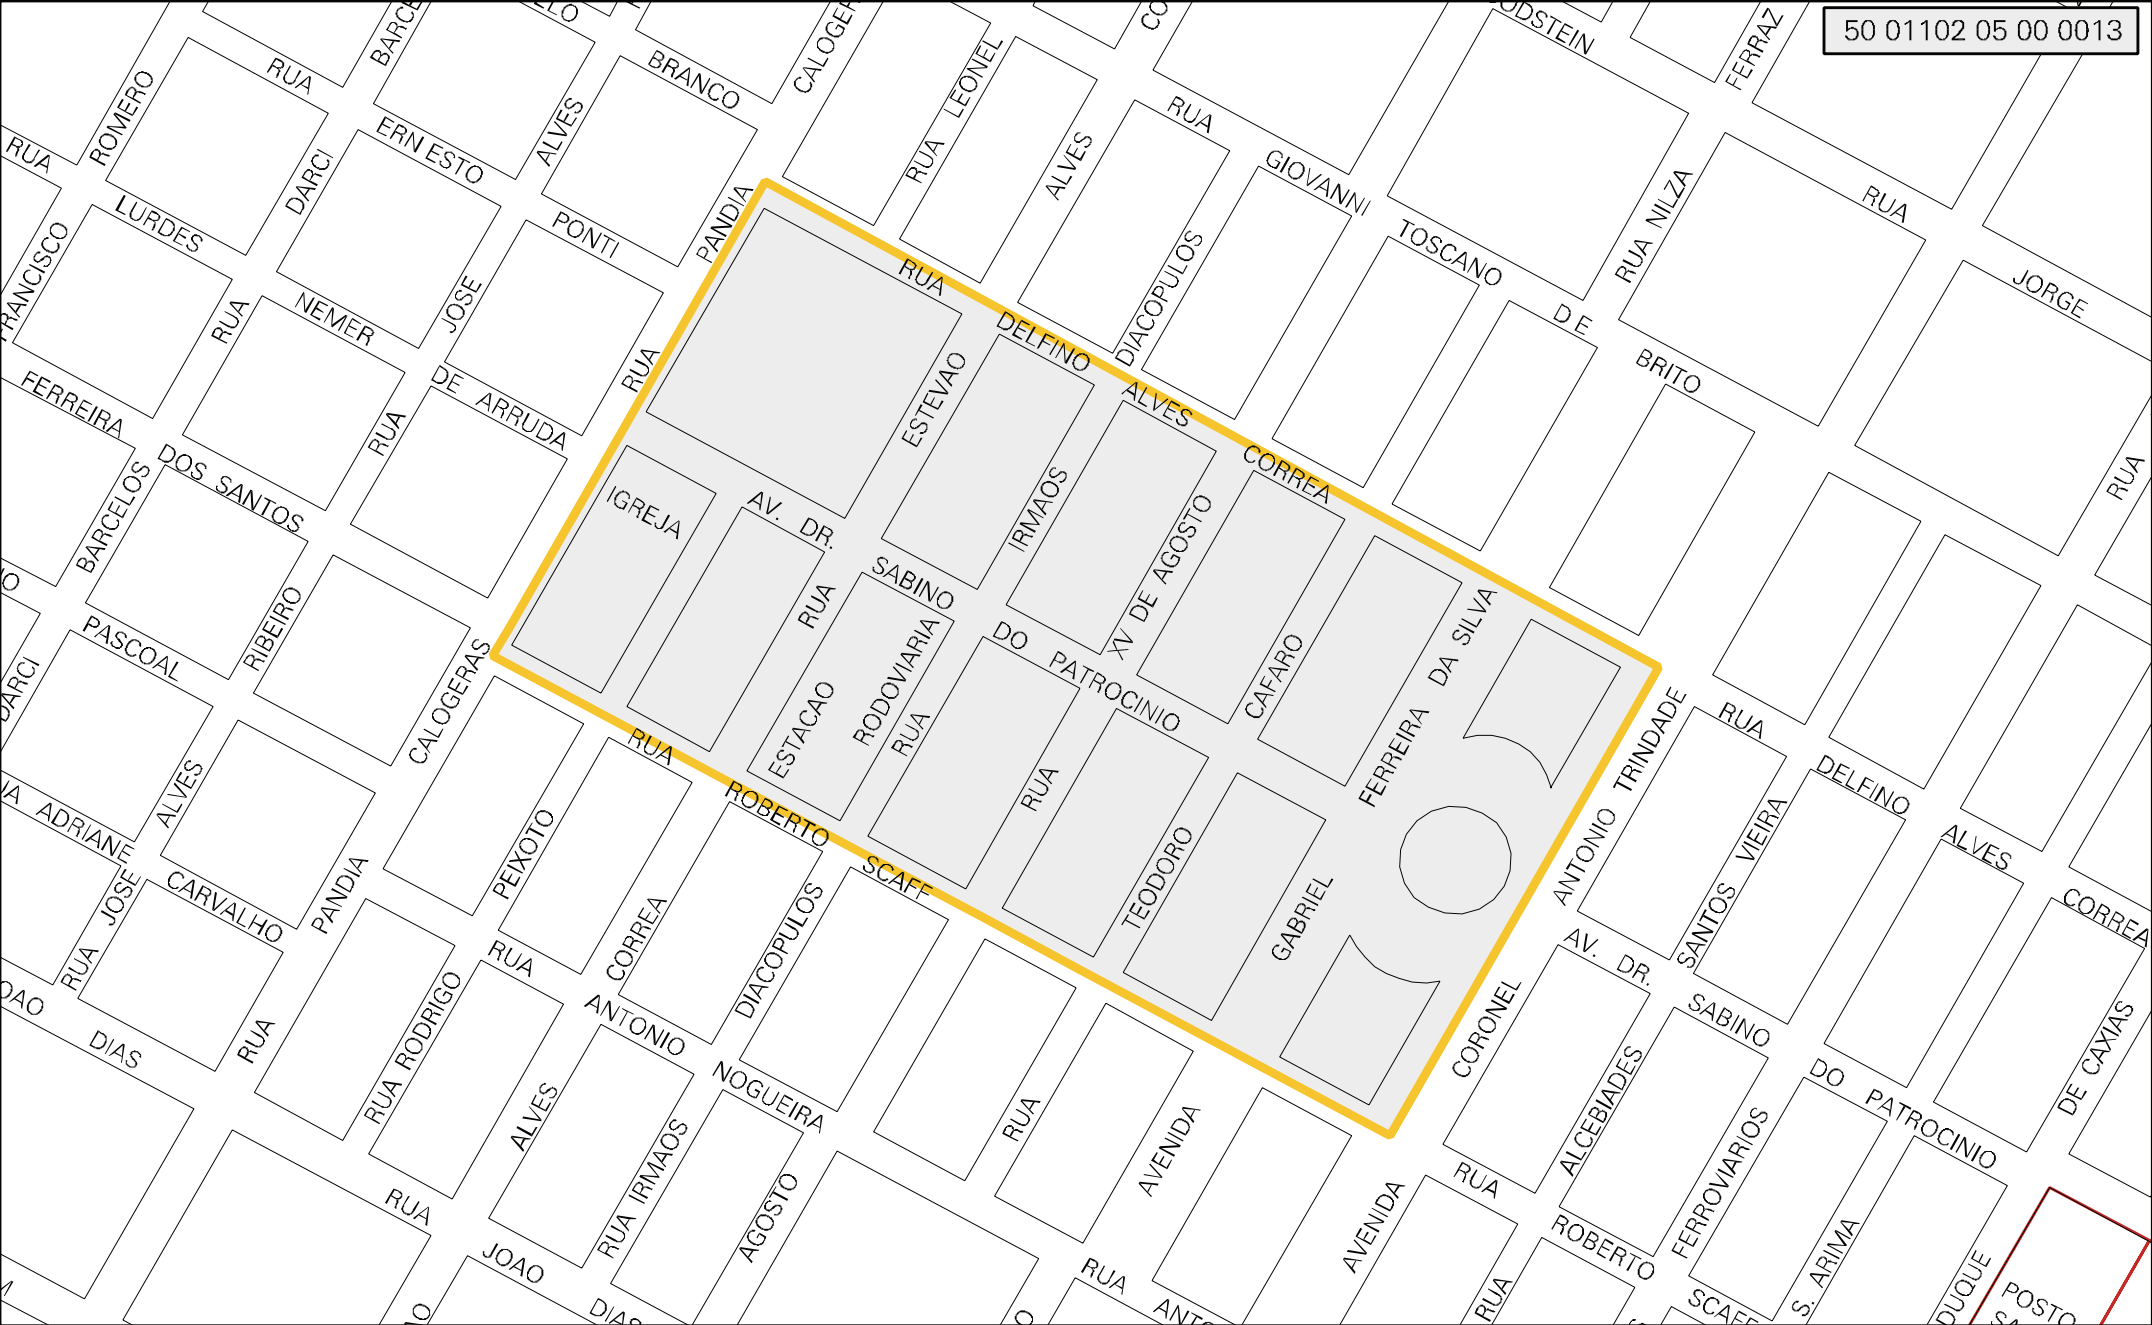 50 01102 05 00 0013
RUA
ROMERO
RUA
BARCE
DARCI
ERNESTO
ALVES
BRANCO
CALOGER
RUA LEONEL
ALVES
RUA
GIOVANNI
TOSCANO
DE
BRITO
DIACOPULOS
FERRAZ
RUA NILZA
RUA
JORGE
RUA
LURDES
NEMER
DE ARRUDA
PONTI
JOSE
RUA
RUA
RUA
PANDIA
FERREIRA
DOS SANTOS
BARCELOS
RIBEIRO
PASCOAL
CALOGERAS
RUA
DELFINO
ALVES
CORREA
ESTEVAO
IRMAOS
XV DE AGOSTO
CAFARO
FERREIRA DA SILVA
IGREJA
AV. DR.
SABINO
DO PATROCINIO
RUA
ESTACAO
RODOVIARIA
RUA
RUA
TEODORO
GABRIEL
RUA
ROBERTO
SCAFF
ANTONIO TRINDADE
RUA
DELFINO
ALVES
CORREA
SANTOS VIEIRA
AV. DR.
SABINO
DO PATROCINIO
CORONEL
ALCEBIADES
FERROVIARIOS
DE CAXIAS
ALVES
ADRIANE
CARVALHO
RUA JOSE
PANDIA
RUA
DIAS
PEIXOTO
RUA RODRIGO
RUA
ANTONIO
NOGUEIRA
CORREA
DIACOPULOS
ALVES
RUA IRMAOS
AGOSTO
RUA
JOAO
DIAS
RUA
AVENIDA
RUA
AVENIDA
RUA
ROBERTO
SCAFF
RUA
S. ARIMA
DUQUE
POSTO